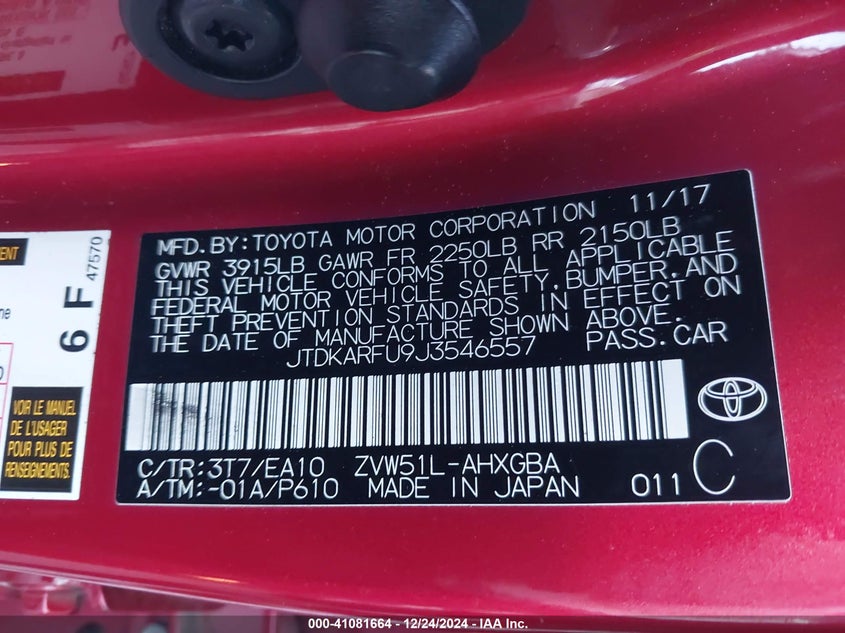 MFD. BY: TOYOTA MOTOR CORPORATION 11/17
GVWR 3915LB GAWR FR 2250LB RR 2150LB
THIS VEHICLE CONFORMS TO ALL APPLICABLE
FEDERAL MOTOR VEHICLE SAFETY, BUMPER, AND
THEFT PREVENTION STANDARDS IN EFFECT ON
THE DATE OF MANUFACTURE SHOWN ABOVE.
JTDKARFU9J3546557 PASS. CAR
C/TR: 3T7/EA10 ZVW51L-AHXGBA
A/TM: -01A/P610 MADE IN JAPAN 011 C
6 F
47570
VOIR LE MANUEL
DE L'USAGER
POUR PLUS DE
RENSEIGNEMENTS.
000-41081664 - 12/24/2024 - IAA Inc.